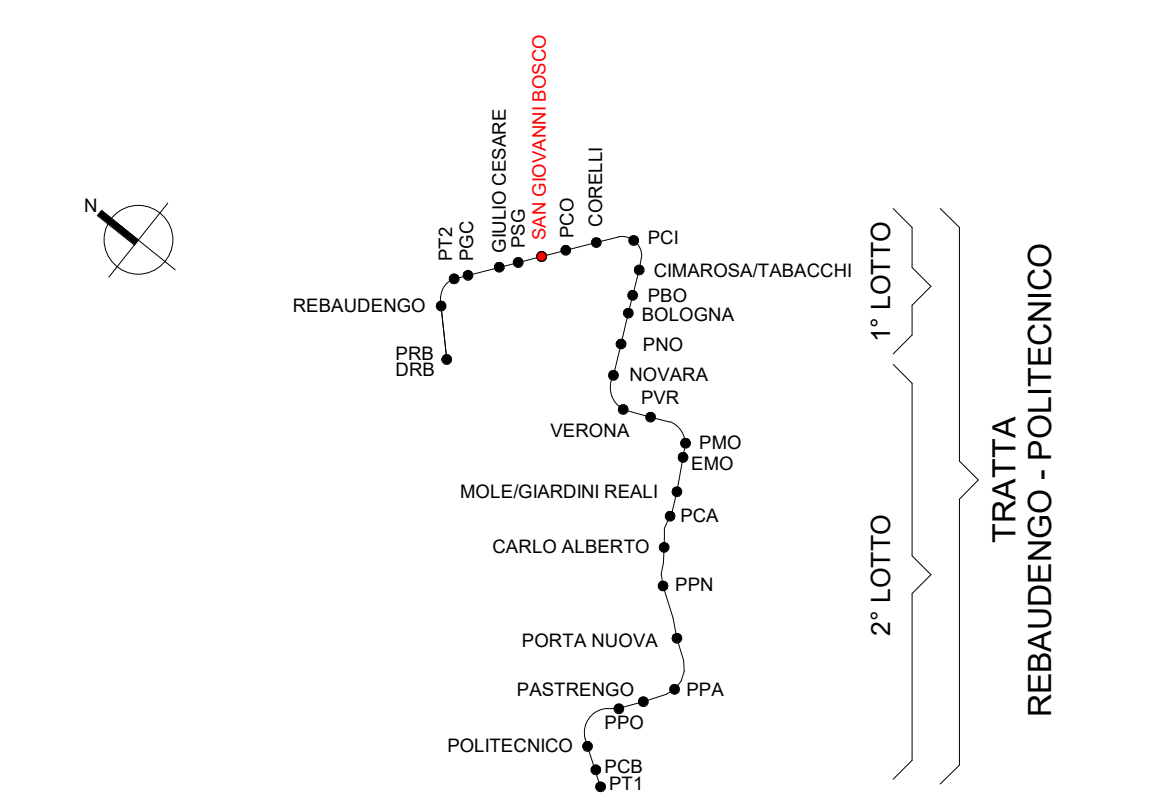 N
PT2
PGC
GIULIO CESARE
PSG
SAN GIOVANNI BOSCO
PCO
CORELLI
PCI
CIMAROSA/TABACCHI
REBAUDENGO
PBO
BOLOGNA
PRB
DRB
PNO
NOVARA
PVR
VERONA
PMO
EMO
MOLE/GIARDINI REALI
PCA
CARLO ALBERTO
PPN
PORTA NUOVA
PASTRENGO
PPA
PPO
POLITECNICO
PCB
PT1
1° LOTTO
2° LOTTO
TRATTA
REBAUDENGO - POLITECNICO